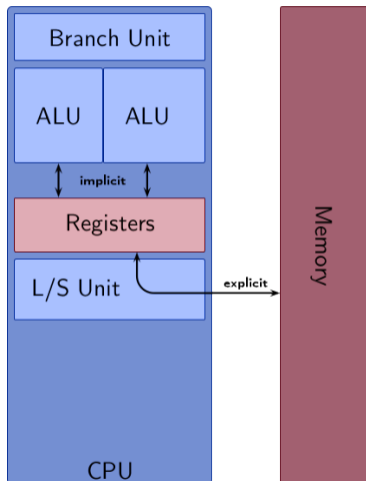 Branch Unit
ALU
ALU
implicit
Registers
L/S Unit
explicit
CPU
Memory